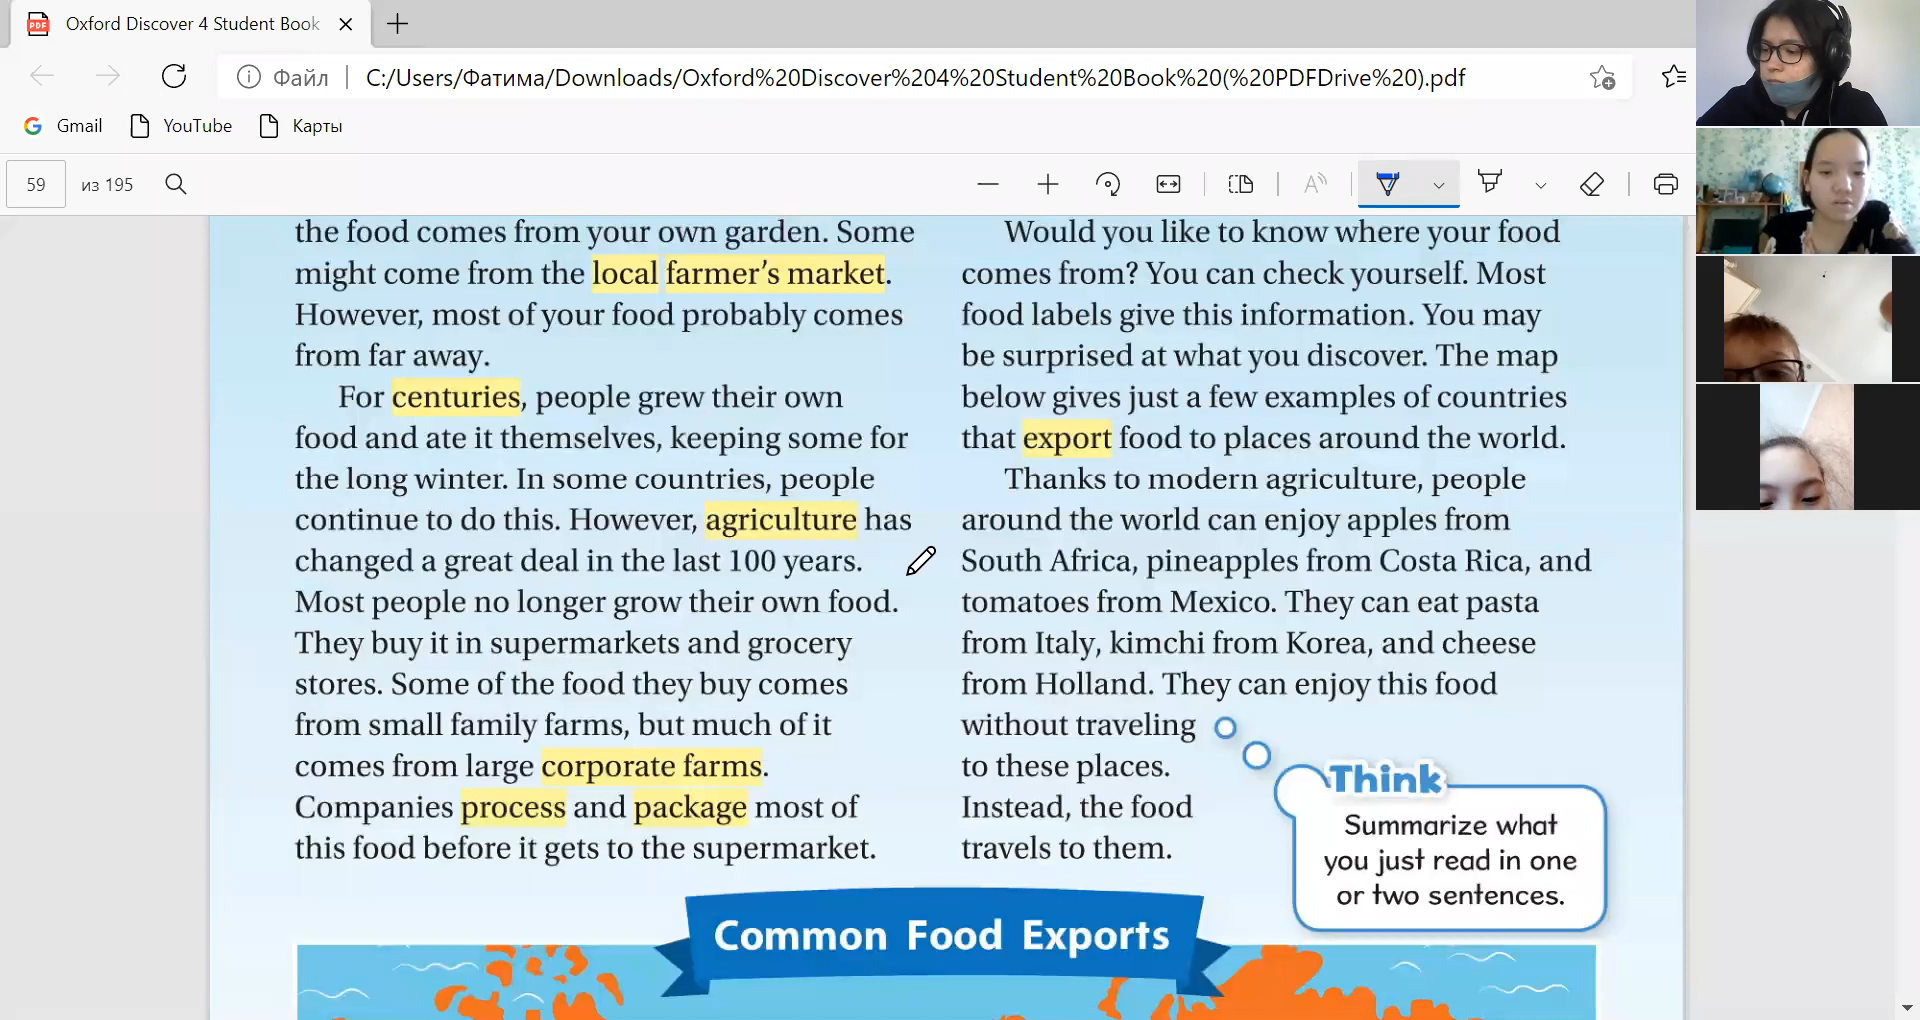 Oxford Discover 4 Student Book
Файл
C:/Users/Фатима/Downloads/Oxford%20Discover%204%20Student%20Book%20(%20PDFDrive%20).pdf
Gmail
YouTube
Карты
59
из 195
the food comes from your own garden. Some
might come from the local farmer’s market.
However, most of your food probably comes
from far away.
For centuries, people grew their own
food and ate it themselves, keeping some for
the long winter. In some countries, people
continue to do this. However, agriculture has
changed a great deal in the last 100 years.
Most people no longer grow their own food.
They buy it in supermarkets and grocery
stores. Some of the food they buy comes
from small family farms, but much of it
comes from large corporate farms.
Companies process and package most of
this food before it gets to the supermarket.
Would you like to know where your food
comes from? You can check yourself. Most
food labels give this information. You may
be surprised at what you discover. The map
below gives just a few examples of countries
that export food to places around the world.
Thanks to modern agriculture, people
around the world can enjoy apples from
South Africa, pineapples from Costa Rica, and
tomatoes from Mexico. They can eat pasta
from Italy, kimchi from Korea, and cheese
from Holland. They can enjoy this food
without traveling
to these places.
Instead, the food
travels to them.
Think
Summarize what
you just read in one
or two sentences.
Common Food Exports